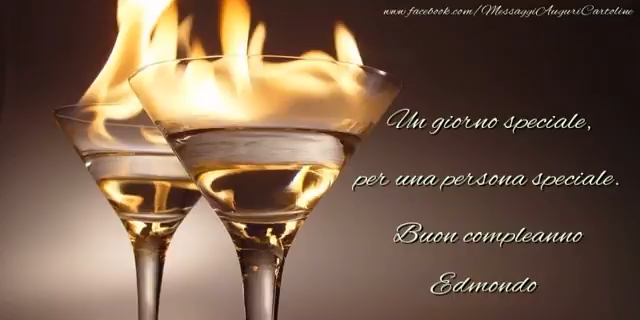 www.facebook.com/MessaggiAuguriCartoline
Un giorno speciale,
per una persona speciale.
Buon compleanno
Edmondo